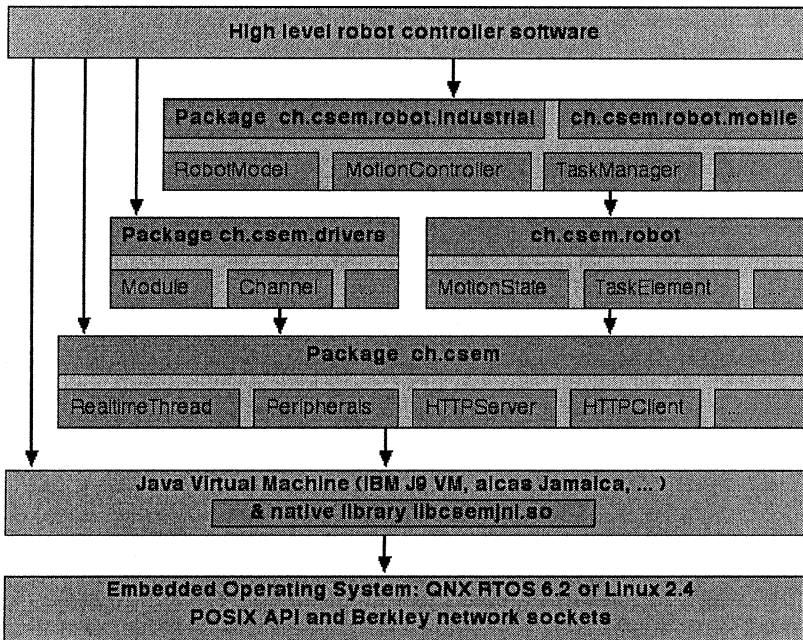 High level robot controller software
Package ch.csem.robot.industrial ch.csem.robot.mobile
RobotModel MotionController TaskManager ...
Package ch.csem.drivers ch.csem.robot
Module Channel ... MotionState TaskElement ...
Package ch.csem
RealtimeThread Peripherals HTTPServer HTTPClient ...
Java Virtual Machine (IBM J9 VM, aicas Jamaica, ... )
& native library libcsemjni.so
Embedded Operating System: QNX RTOS 6.2 or Linux 2.4
POSIX API and Berkley network sockets